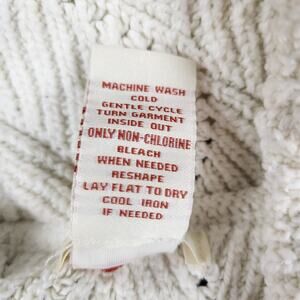 MACHINE WASH
COLD
GENTLE CYCLE
TURN GARMENT
INSIDE OUT
ONLY NON-CHLORINE
BLEACH
WHEN NEEDED
RESHAPE
LAY FLAT TO DRY
COOL IRON
IF NEEDED